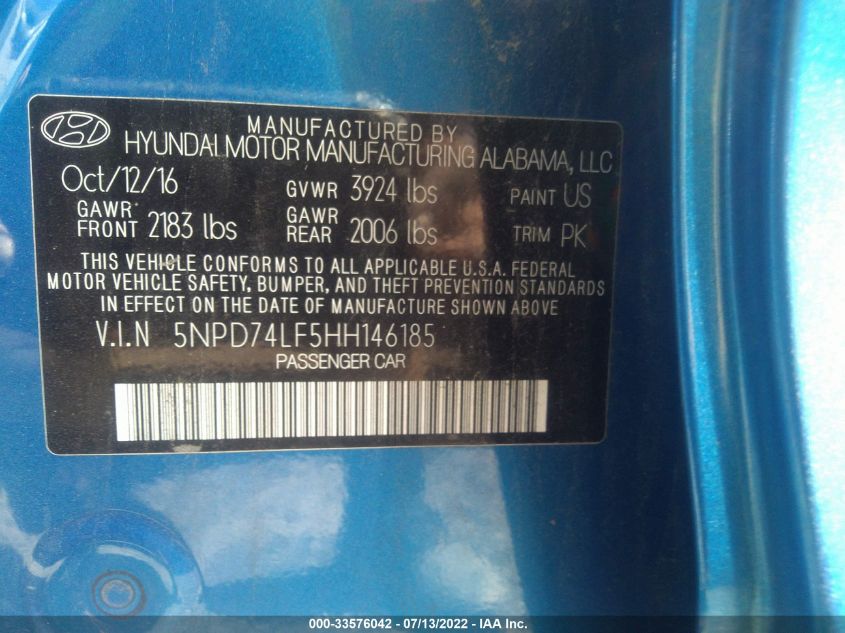 MANUFACTURED BY
HYUNDAI MOTOR MANUFACTURING ALABAMA, LLC
Oct/12/16 GVWR 3924 lbs PAINT US
GAWR FRONT 2183 lbs GAWR REAR 2006 lbs TRIM PK
THIS VEHICLE CONFORMS TO ALL APPLICABLE U.S.A. FEDERAL
MOTOR VEHICLE SAFETY, BUMPER, AND THEFT PREVENTION STANDARDS
IN EFFECT ON THE DATE OF MANUFACTURE SHOWN ABOVE
V.I.N 5NPD74LF5HH146185
PASSENGER CAR
000-33576042 - 07/13/2022 - IAA Inc.